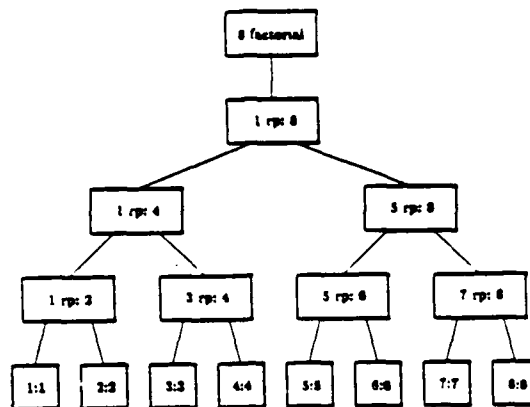 8 factorial
1 rp: 8
1 rp: 4
5 rp: 8
1 rp: 2
3 rp: 4
5 rp: 6
7 rp: 8
1:1
2:2
3:3
4:4
5:5
6:6
7:7
8:8